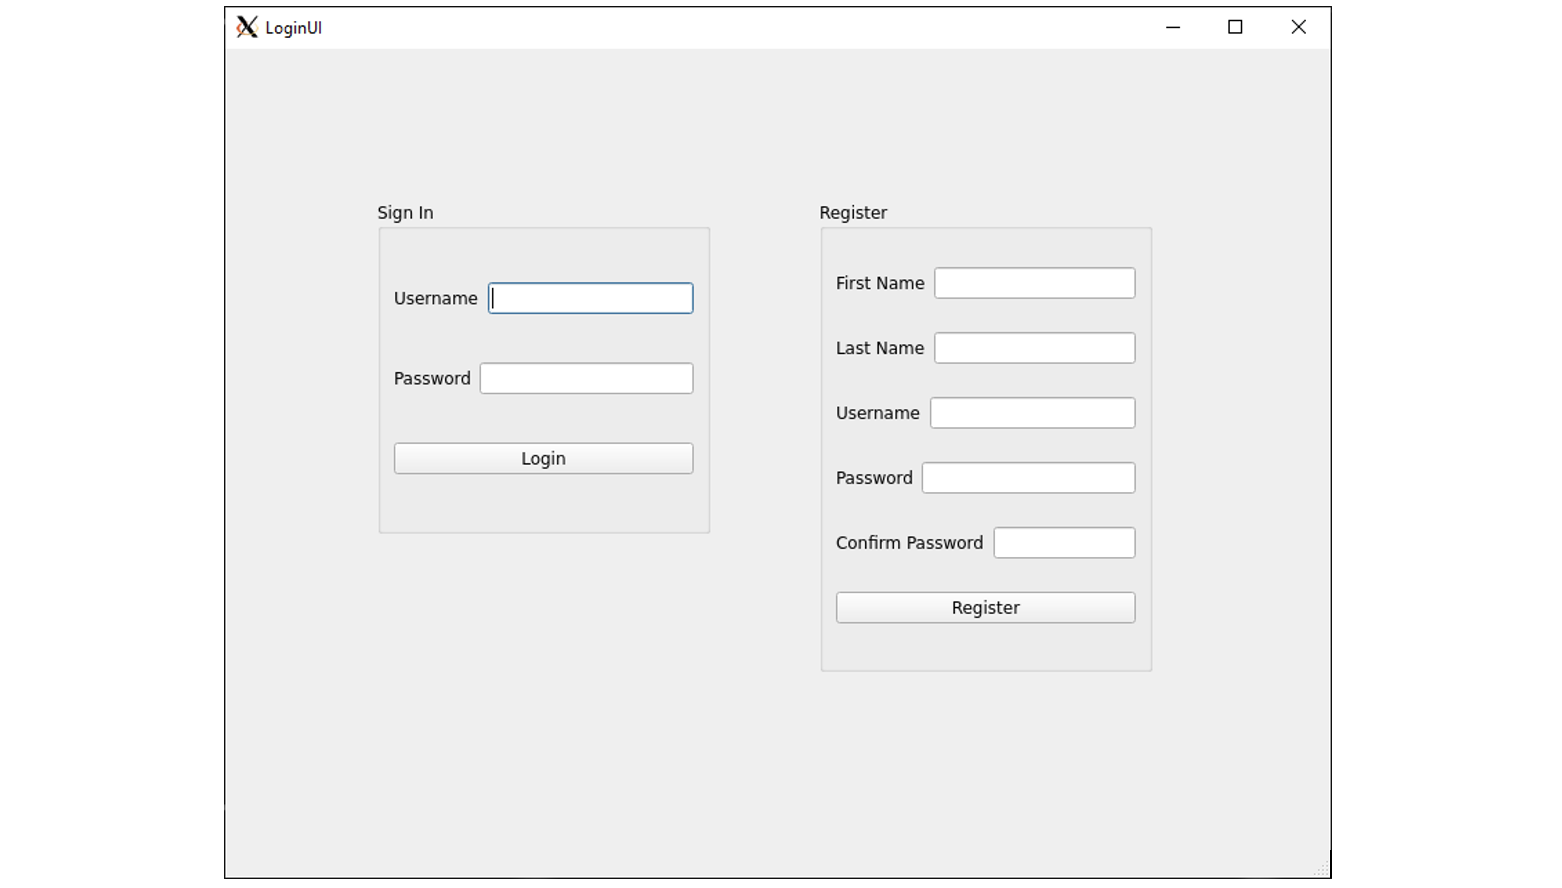 LoginUI
Sign In
Username
Password
Login
Register
First Name
Last Name
Username
Password
Confirm Password
Register